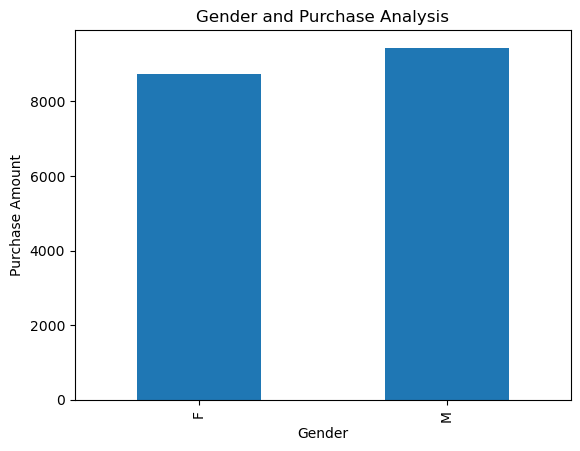 Gender and Purchase Analysis
Purchase Amount
8000
6000
4000
2000
0
F
M
Gender